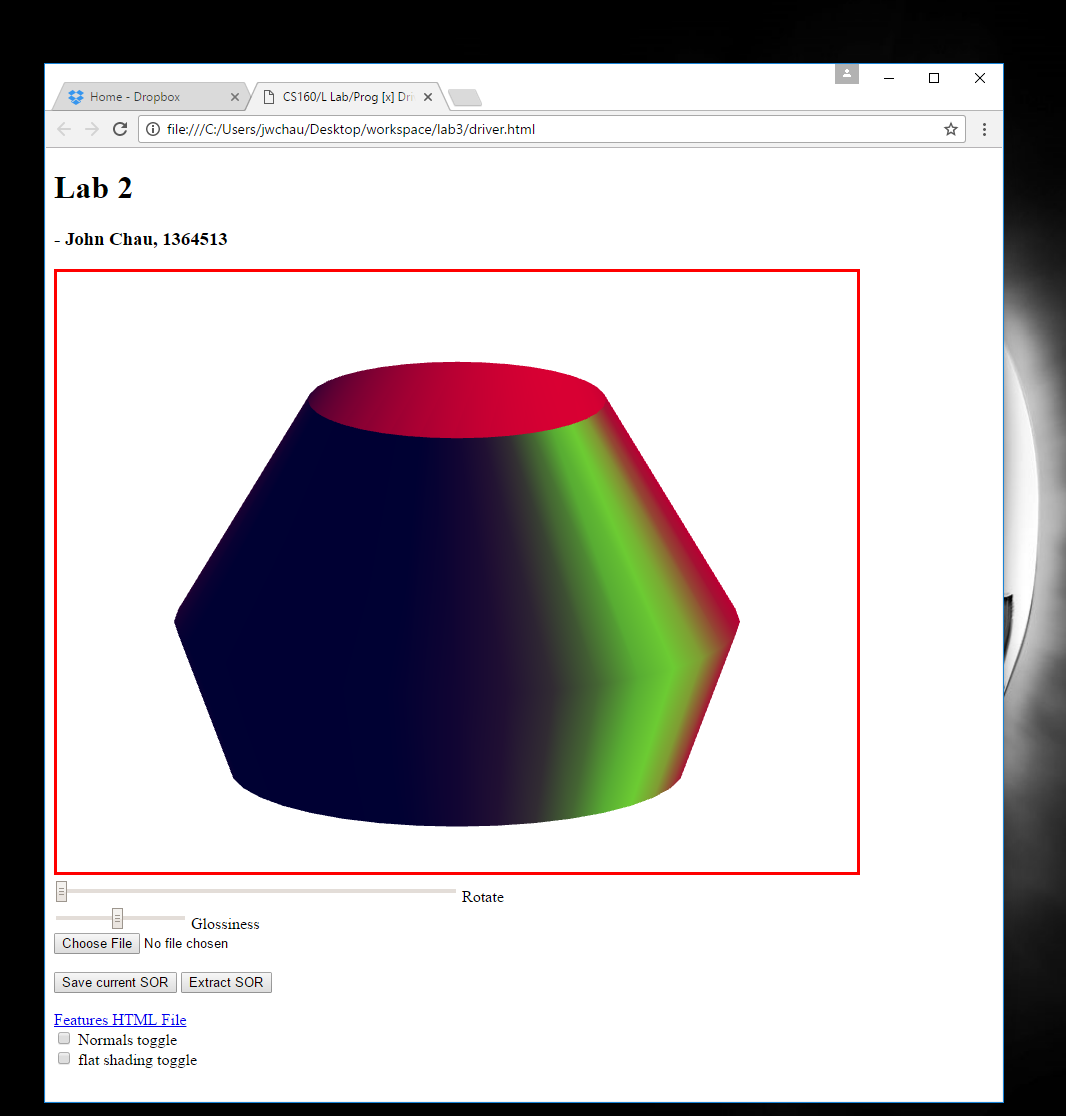 Home - Dropbox
CS160/L Lab/Prog [x] Dri
file:///C:/Users/jwchau/Desktop/workspace/lab3/driver.html
Lab 2
- John Chau, 1364513
Rotate
Glossiness
Choose File No file chosen
Save current SOR Extract SOR
Features HTML File
Normals toggle
flat shading toggle